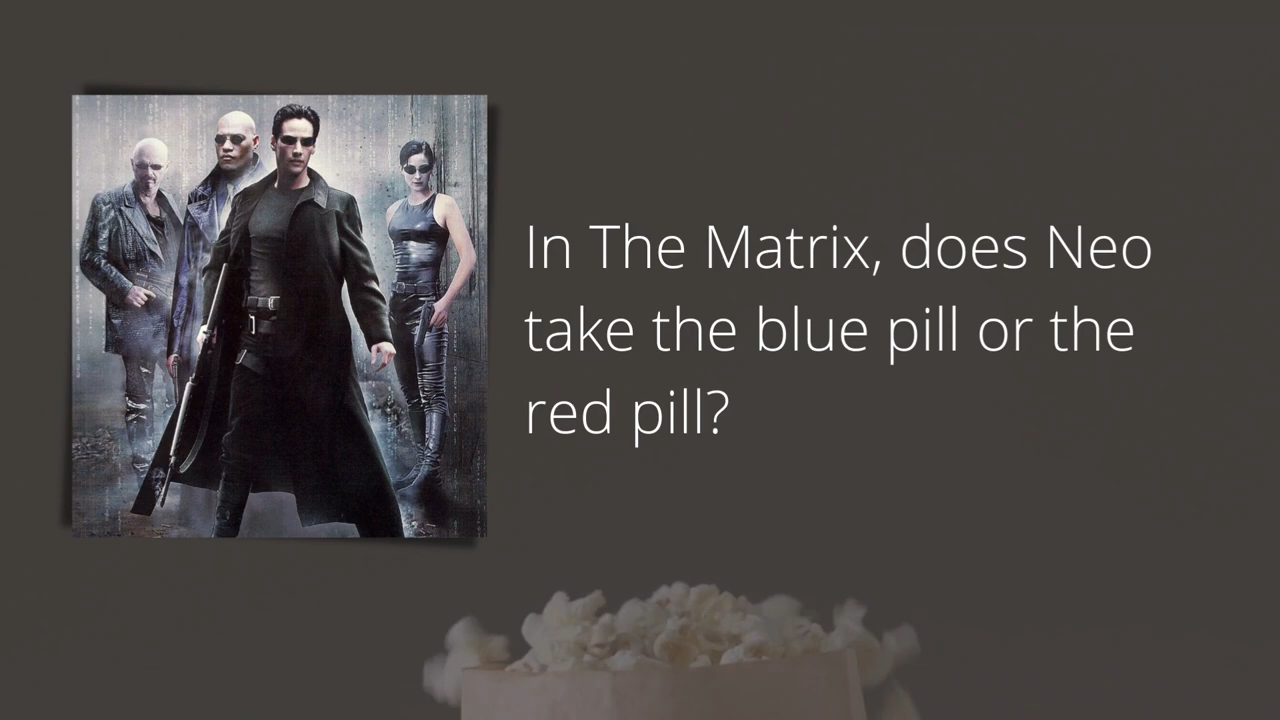 In The Matrix, does Neo
take the blue pill or the
red pill?